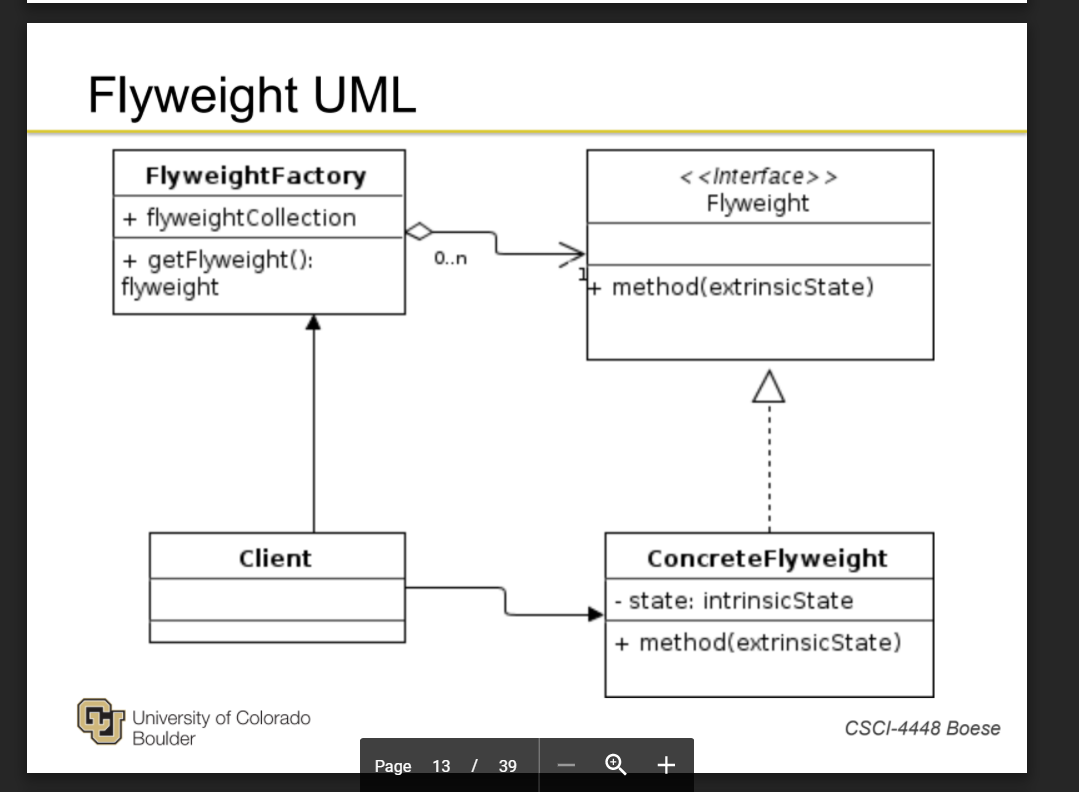 Flyweight UML
FlyweightFactory
+ flyweightCollection
+ getFlyweight():
flyweight
0..n
1
<<Interface>>
Flyweight
+ method(extrinsicState)
Client
ConcreteFlyweight
- state: intrinsicState
+ method(extrinsicState)
University of Colorado
Boulder
CSCI-4448 Boese
Page 13 / 39